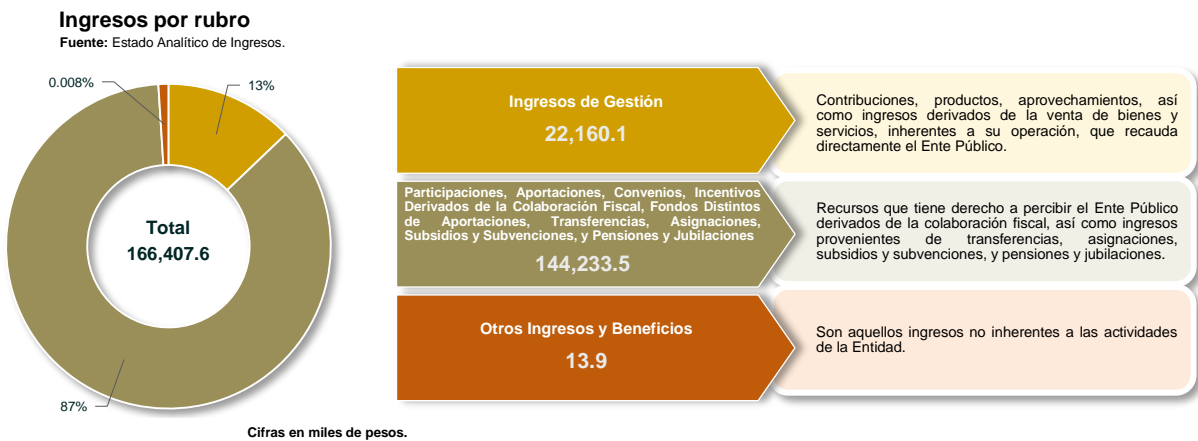 Ingresos por rubro
Fuente: Estado Analítico de Ingresos.
0.008%
13%
Total
166,407.6
87%
Ingresos de Gestión
22,160.1
Contribuciones, productos, aprovechamientos, así
como ingresos derivados de la venta de bienes y
servicios, inherentes a su operación, que recauda
directamente el Ente Público.
Participaciones, Aportaciones, Convenios, Incentivos
Derivados de la Colaboración Fiscal, Fondos Distintos
de Aportaciones, Transferencias, Asignaciones,
Subsidios y Subvenciones, y Pensiones y Jubilaciones
144,233.5
Recursos que tiene derecho a percibir el Ente Público
derivados de la colaboración fiscal, así como ingresos
provenientes de transferencias, asignaciones,
subsidios y subvenciones, y pensiones y jubilaciones.
Otros Ingresos y Beneficios
13.9
Son aquellos ingresos no inherentes a las actividades
de la Entidad.
Cifras en miles de pesos.